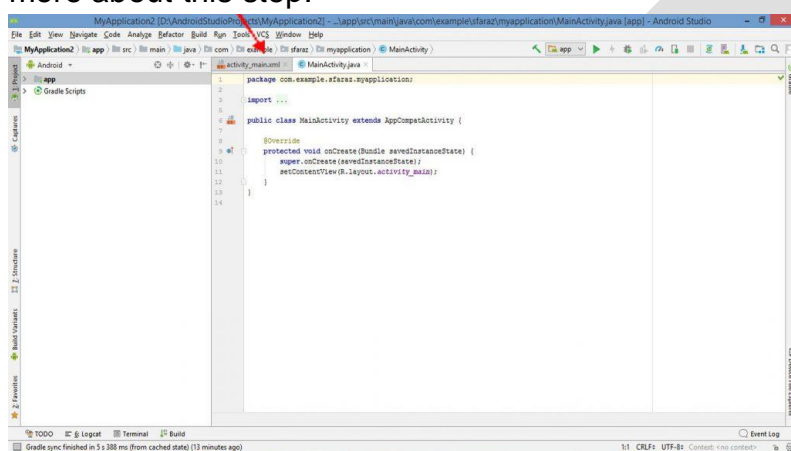 more about this step.
MyApplication2 [D:\AndroidStudioProjects\MyApplication2] - ...\app\src\main\java\com\example\sfaraz\myapplication\MainActivity.java [app] - Android Studio
File Edit View Navigate Code Analyze Refactor Build Run Tools VCS Window Help
MyApplication2 app src main java com example sfaraz myapplication MainActivity app
1: Project
Android
activity_main.xml
MainActivity.java
Gradle
app
Gradle Scripts
Captures
1 package com.example.sfaraz.myapplication;
2
3 import ...
5
6 public class MainActivity extends AppCompatActivity {
7
8 @Override
9 protected void onCreate(Bundle savedInstanceState) {
10 super.onCreate(savedInstanceState);
11 setContentView(R.layout.activity_main);
12 }
13 }
14
Z: Structure
Build Variants
2: Favorites
TODO 6: Logcat Terminal Build Event Log
Gradle sync finished in 5 s 388 ms (from cached state) (13 minutes ago) 1:1 CRLF÷ UTF-8÷ Context: <no context>